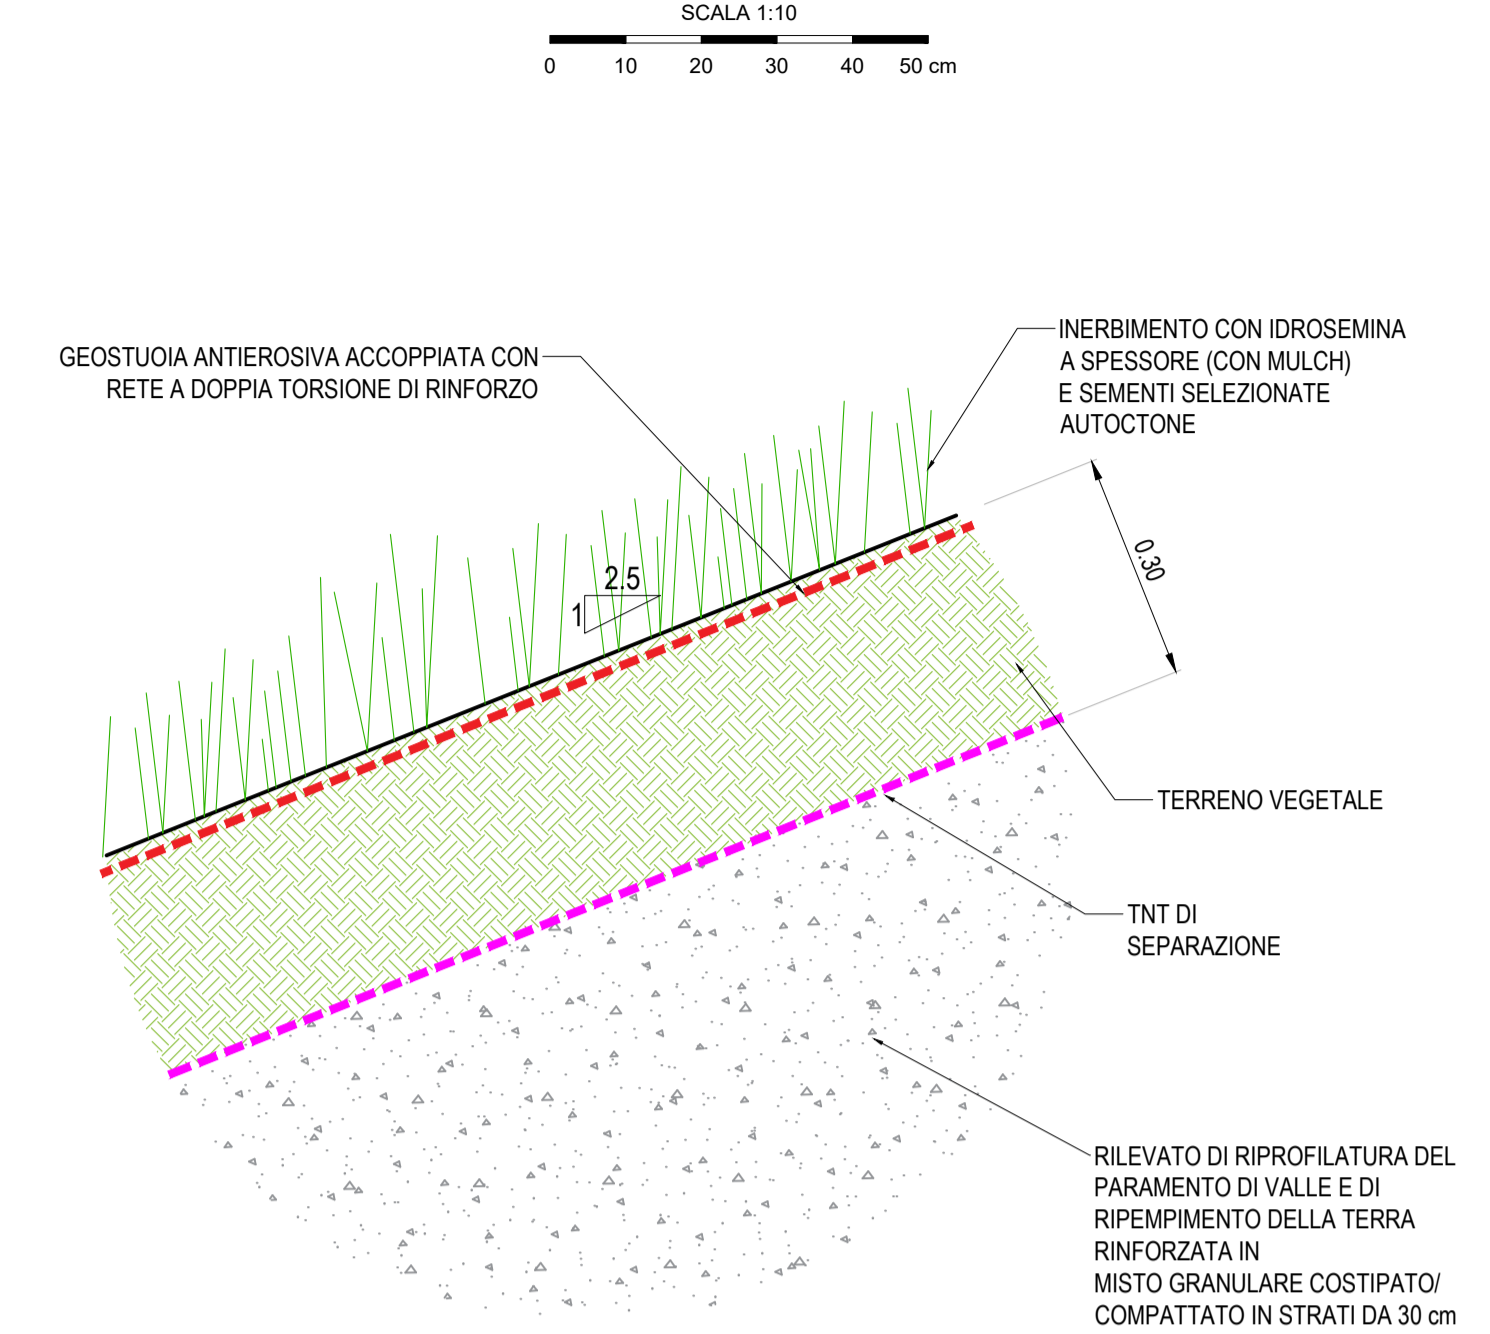 SCALA 1:10
0 10 20 30 40 50 cm
GEOSTUOIA ANTIEROSIVA ACCOPPIATA CON
RETE A DOPPIA TORSIONE DI RINFORZO
INERBIMENTO CON IDROSEMINA
A SPESSORE (CON MULCH)
E SEMENTI SELEZIONATE
AUTOCTONE
0.30
2.5
1
TERRENO VEGETALE
TNT DI
SEPARAZIONE
RILEVATO DI RIPROFILATURA DEL
PARAMENTO DI VALLE E DI
RIPEMPIMENTO DELLA TERRA
RINFORZATA IN
MISTO GRANULARE COSTIPATO/
COMPATTATO IN STRATI DA 30 cm